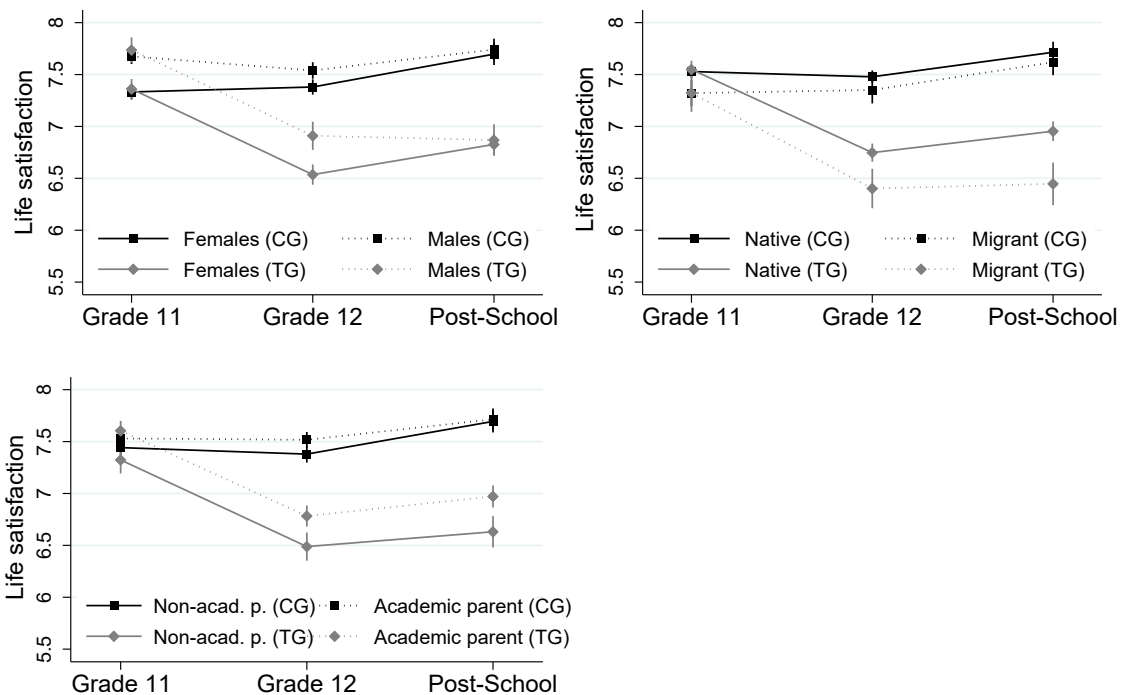 Life satisfaction
8
7.5
7
6.5
6
5.5
Females (CG) Males (CG)
Females (TG) Males (TG)
Grade 11 Grade 12 Post-School
Life satisfaction
8
7.5
7
6.5
6
5.5
Native (CG) Migrant (CG)
Native (TG) Migrant (TG)
Grade 11 Grade 12 Post-School
Life satisfaction
8
7.5
7
6.5
6
5.5
Non-acad. p. (CG) Academic parent (CG)
Non-acad. p. (TG) Academic parent (TG)
Grade 11 Grade 12 Post-School